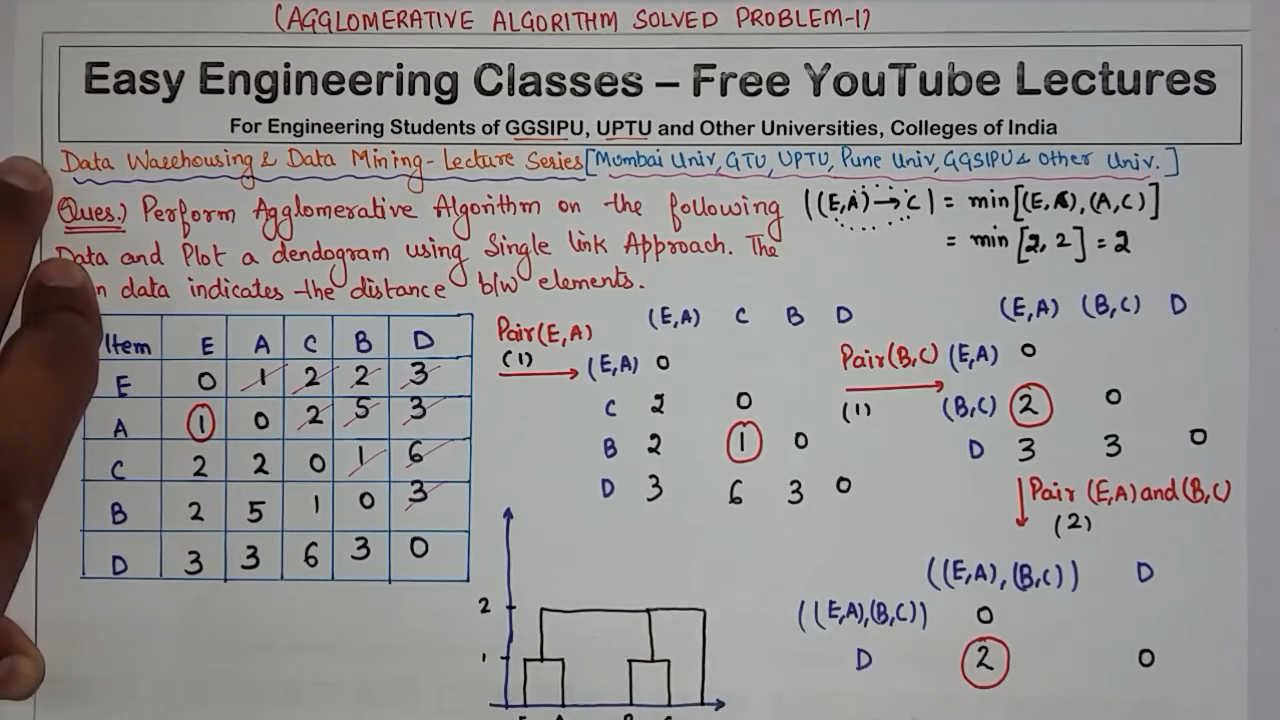 (AGGLOMERATIVE ALGORITHM SOLVED PROBLEM-1)
Easy Engineering Classes – Free YouTube Lectures
For Engineering Students of GGSIPU, UPTU and Other Universities, Colleges of India
Data Warehousing & Data Mining - Lecture Series [Mumbai Univ, GTU, UPTU, Pune Univ, GGSIPU & Other Univ.]
Ques.) Perform Agglomerative Algorithm on the following
Data and Plot a dendogram using Single link Approach. The
n data indicates the distance b/w elements.
|(E,A) → C| = min[(E,C), (A,C)]
= min [2, 2] = 2
Item E A C B D
E 0 1 2 2 3
A 1 0 2 5 3
C 2 2 0 1 6
B 2 5 1 0 3
D 3 3 6 3 0
Pair(E,A)
(1)
(E,A) C B D
(E,A) 0
C 2 0
B 2 1 0
D 3 6 3 0
Pair(B,C)
(1)
(E,A) (B,C) D
(E,A) 0
(B,C) 2 0
D 3 3 0
Pair (E,A) and (B,C)
(2)
((E,A),(B,C)) D
((E,A),(B,C)) 0
D 2 0
2
1